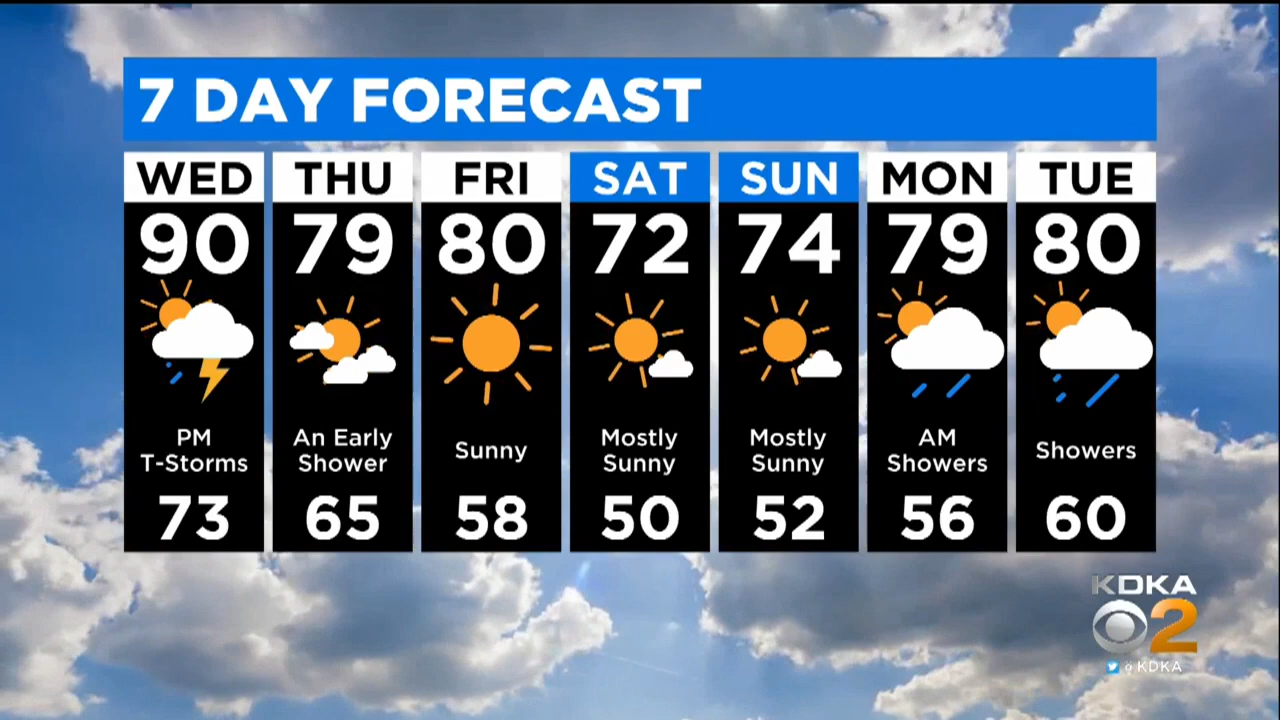 7 DAY FORECAST
WED THU FRI SAT SUN MON TUE
90 79 80 72 74 79 80
PM T-Storms
An Early Shower
Sunny
Mostly Sunny
Mostly Sunny
AM Showers
Showers
73 65 58 50 52 56 60
KDKA
2
@KDKA